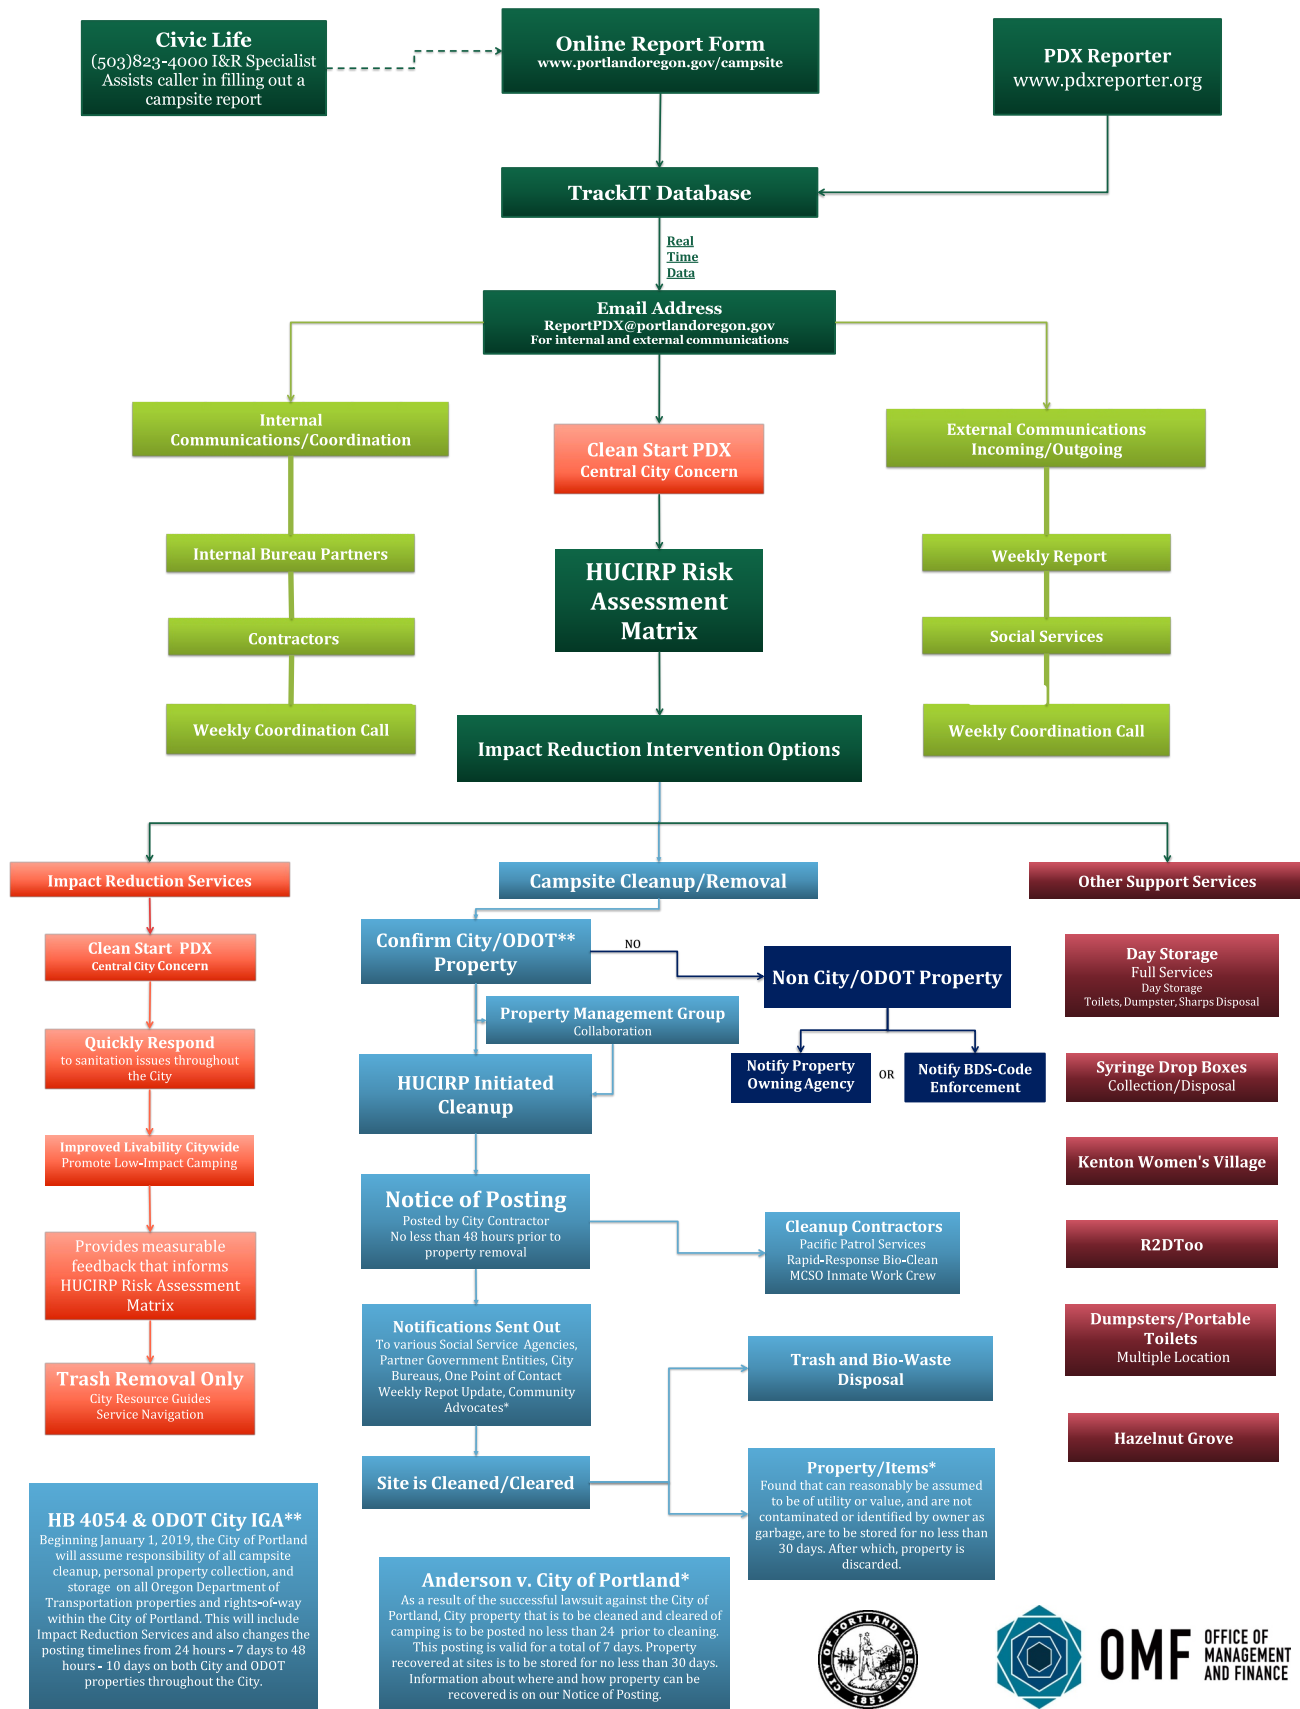 Civic Life
(503)823-4000 I&R Specialist
Assists caller in filling out a
campsite report
Online Report Form
www.portlandoregon.gov/campsite
PDX Reporter
www.pdxreporter.org
TrackIT Database
Real
Time
Data
Email Address
ReportPDX@portlandoregon.gov
For internal and external communications
Internal
Communications/Coordination
Clean Start PDX
Central City Concern
External Communications
Incoming/Outgoing
Internal Bureau Partners
HUCIRP Risk
Assessment
Matrix
Weekly Report
Contractors
Social Services
Weekly Coordination Call
Impact Reduction Intervention Options
Weekly Coordination Call
Impact Reduction Services
Clean Start PDX
Central City Concern
Quickly Respond
to sanitation issues throughout
the City
Improved Livability Citywide
Promote Low-Impact Camping
Provides measurable
feedback that informs
HUCIRP Risk Assessment
Matrix
Trash Removal Only
City Resource Guides
Service Navigation
Campsite Cleanup/Removal
Confirm City/ODOT**
Property
NO
Non City/ODOT Property
Property Management Group
Collaboration
Notify Property
Owning Agency
OR
Notify BDS-Code
Enforcement
HUCIRP Initiated
Cleanup
Notice of Posting
Posted by City Contractor
No less than 48 hours prior to
property removal
Cleanup Contractors
Pacific Patrol Services
Rapid-Response Bio-Clean
MCSO Inmate Work Crew
Notifications Sent Out
To various Social Service Agencies,
Partner Government Entities, City
Bureaus, One Point of Contact
Weekly Repot Update, Community
Advocates*
Trash and Bio-Waste
Disposal
Site is Cleaned/Cleared
Property/Items*
Found that can reasonably be assumed
to be of utility or value, and are not
contaminated or identified by owner as
garbage, are to be stored for no less than
30 days. After which, property is
discarded.
Other Support Services
Day Storage
Full Services
Day Storage
Toilets, Dumpster, Sharps Disposal
Syringe Drop Boxes
Collection/Disposal
Kenton Women's Village
R2DToo
Dumpsters/Portable
Toilets
Multiple Location
Hazelnut Grove
HB 4054 & ODOT City IGA**
Beginning January 1, 2019, the City of Portland
will assume responsibility of all campsite
cleanup, personal property collection, and
storage on all Oregon Department of
Transportation properties and rights-of-way
within the City of Portland. This will include
Impact Reduction Services and also changes the
posting timelines from 24 hours - 7 days to 48
hours - 10 days on both City and ODOT
properties throughout the City.
Anderson v. City of Portland*
As a result of the successful lawsuit against the City of
Portland, City property that is to be cleaned and cleared of
camping is to be posted no less than 24 prior to cleaning.
This posting is valid for a total of 7 days. Property
recovered at sites is to be stored for no less than 30 days.
Information about where and how property can be
recovered is on our Notice of Posting.
CITY OF PORTLAND, OREGON
1851
OMF
OFFICE OF
MANAGEMENT
AND FINANCE